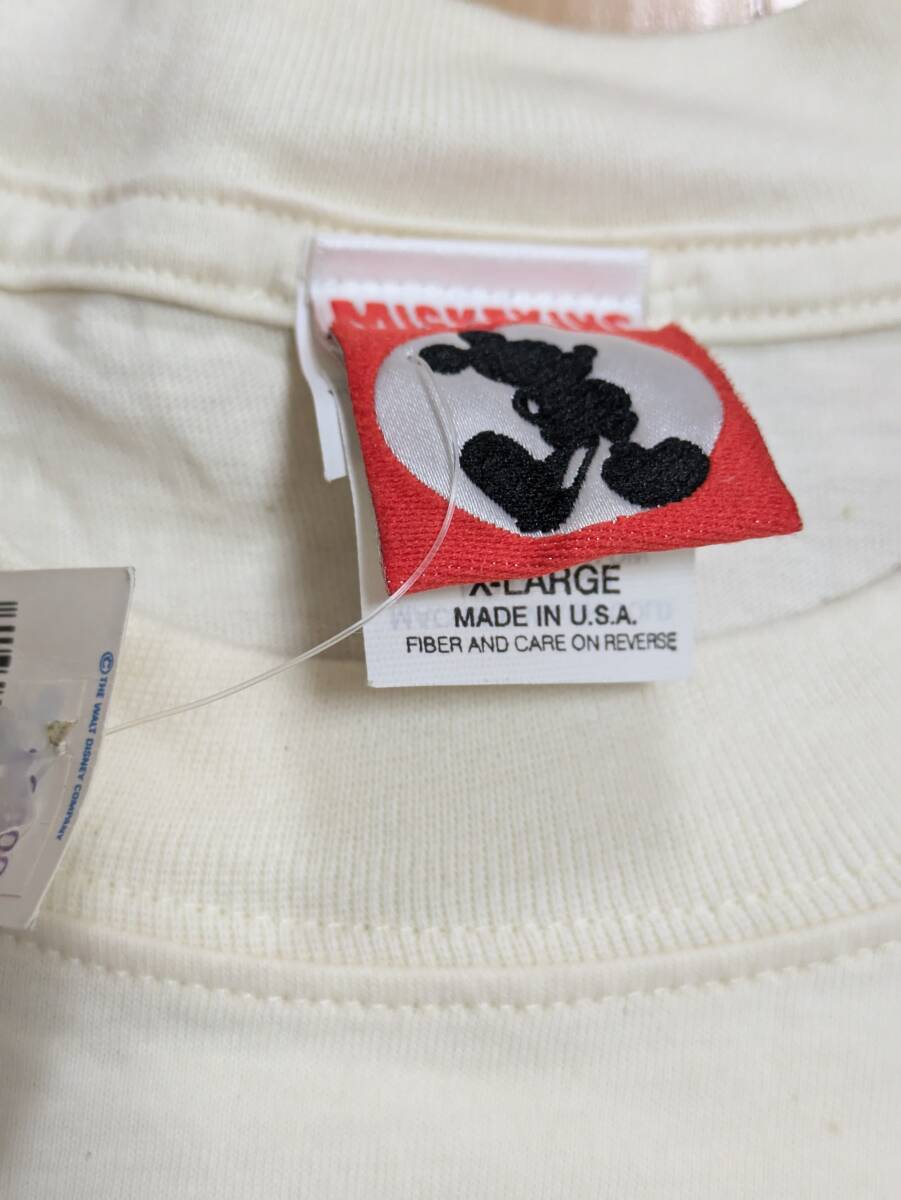 X-LARGE
MADE IN U.S.A.
FIBER AND CARE ON REVERSE
© THE WALT DISNEY COMPANY